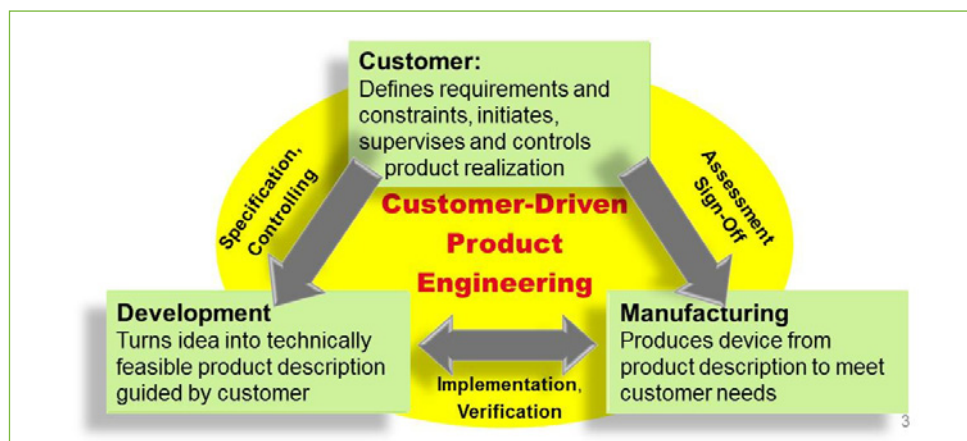 Customer:
Defines requirements and
constraints, initiates,
supervises and controls
product realization
Specification,
Controlling
Assessment
Sign-Off
Customer-Driven
Product
Engineering
Development
Turns idea into technically
feasible product description
guided by customer
Implementation,
Verification
Manufacturing
Produces device from
product description to meet
customer needs
3